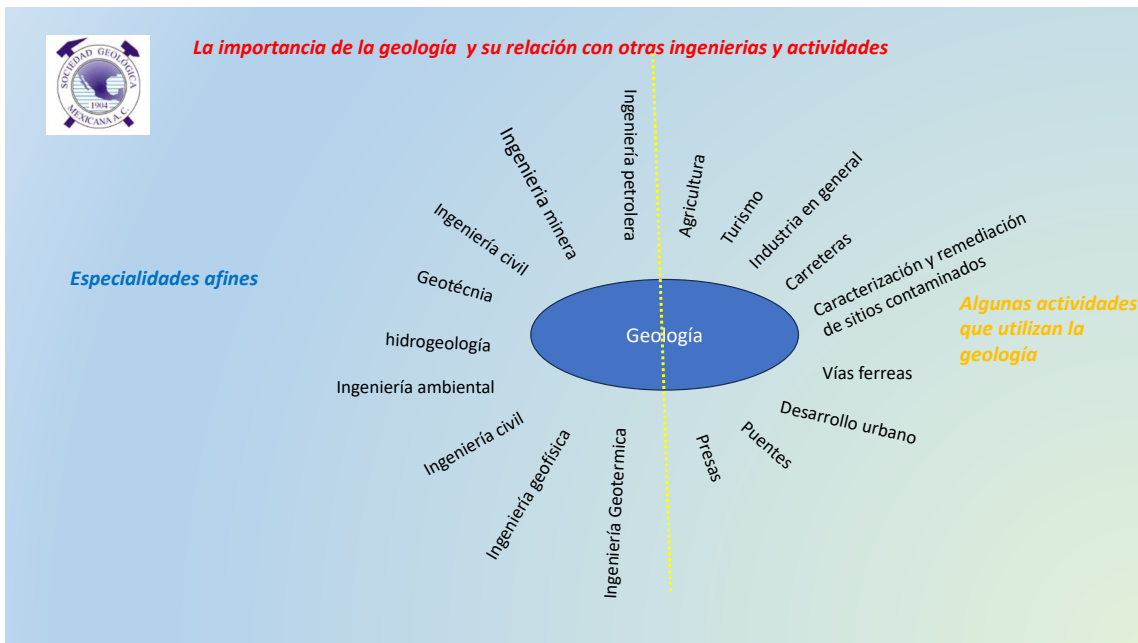 La importancia de la geología y su relación con otras ingenierias y actividades
SOCIEDAD GEOLÓGICA
1904
MEXICANA A. C.
Especialidades afines
Ingeniería petrolera
Ingenieria minera
Ingeniería civil
Geotécnia
hidrogeología
Ingeniería ambiental
Ingeniería civil
Ingeniería geofísica
Ingeniería Geotermica
Geología
Agricultura
Turismo
Industria en general
Carreteras
Caracterización y remediación
de sitios contaminados
Vías ferreas
Desarrollo urbano
Puentes
Presas
Algunas actividades
que utilizan la
geología